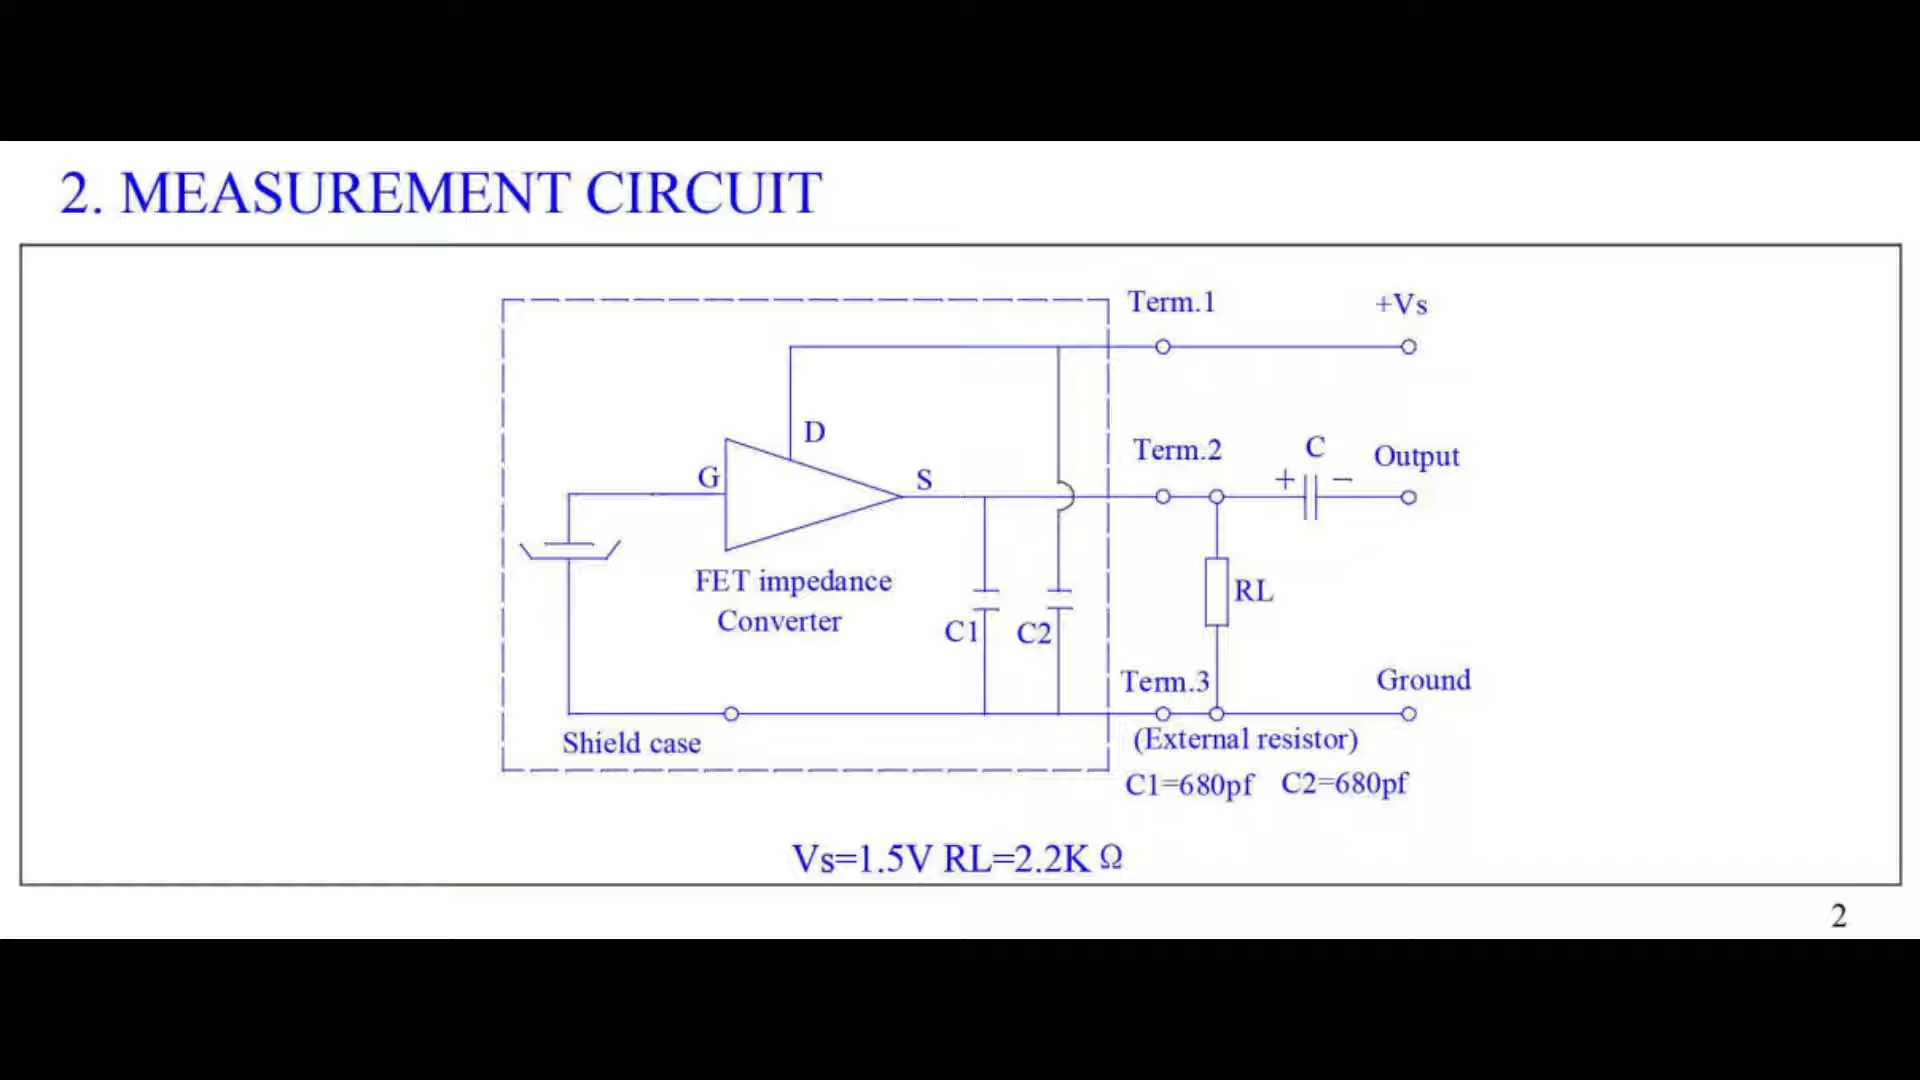 2. MEASUREMENT CIRCUIT
Term.1
+Vs
D
G
S
Term.2
+
C
−
Output
FET impedance
Converter
C1
C2
RL
Term.3
Ground
Shield case
(External resistor)
C1=680pf C2=680pf
Vs=1.5V RL=2.2K Ω
2